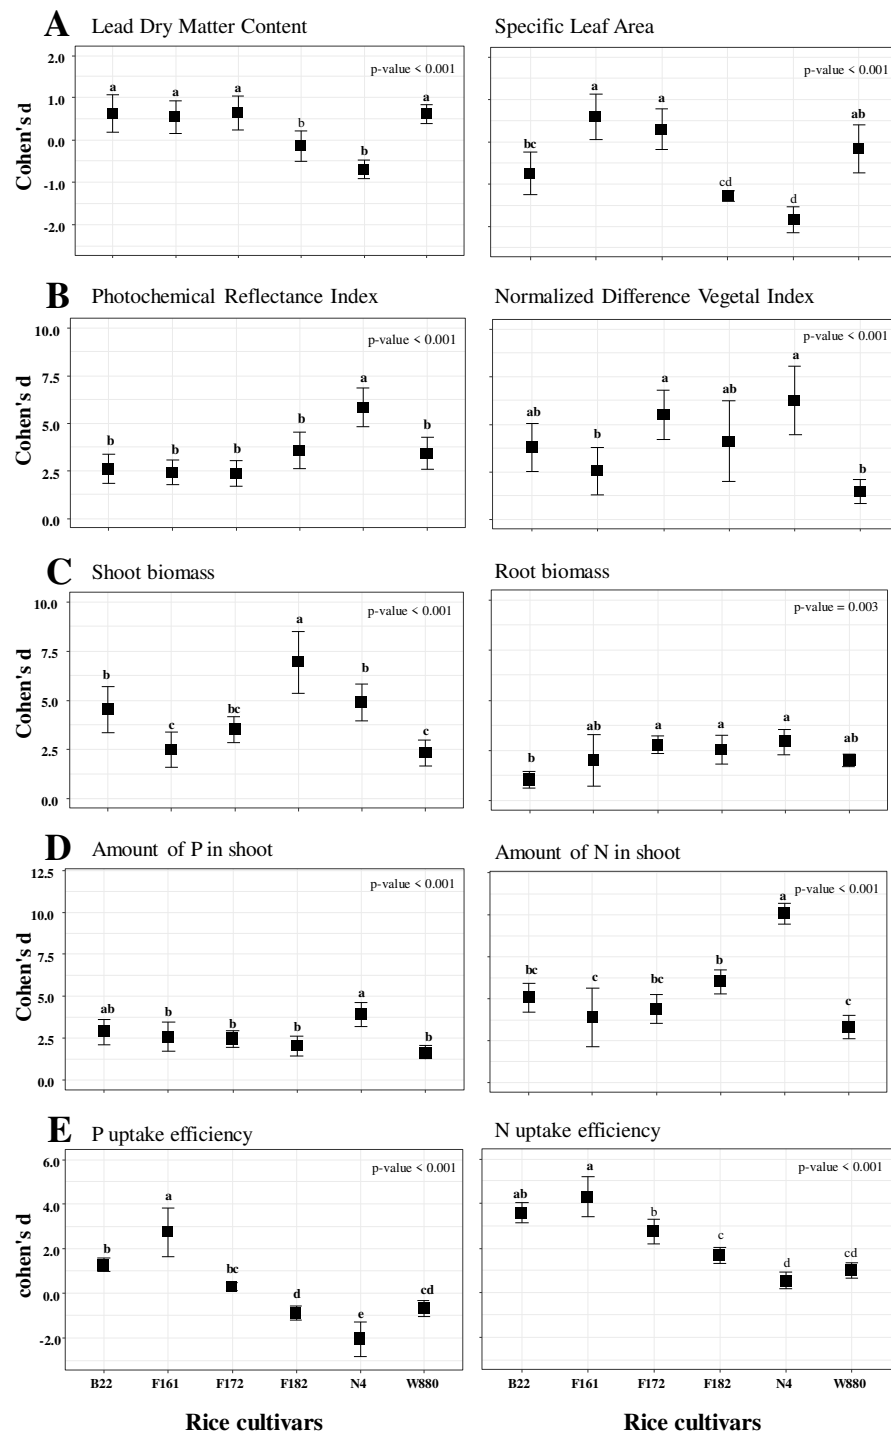 A Lead Dry Matter Content
Specific Leaf Area
2.0
1.0
0.0
-1.0
-2.0
Cohen's d
p-value < 0.001
a
a
a
b
b
a
p-value < 0.001
bc
a
a
cd
d
ab
B Photochemical Reflectance Index
Normalized Difference Vegetal Index
10.0
7.5
5.0
2.5
0.0
Cohen's d
p-value < 0.001
b
b
b
b
a
b
p-value < 0.001
ab
b
a
ab
a
b
C Shoot biomass
Root biomass
10.0
7.5
5.0
2.5
0.0
Cohen's d
p-value < 0.001
b
c
bc
a
b
c
p-value = 0.003
b
ab
a
a
a
ab
D Amount of P in shoot
Amount of N in shoot
12.5
10.0
7.5
5.0
2.5
0.0
Cohen's d
p-value < 0.001
ab
b
b
b
a
b
p-value < 0.001
bc
c
bc
b
a
c
E P uptake efficiency
N uptake efficiency
6.0
4.0
2.0
0.0
-2.0
cohen's d
p-value < 0.001
b
a
bc
d
e
cd
p-value < 0.001
ab
a
b
c
d
cd
B22 F161 F172 F182 N4 W880
B22 F161 F172 F182 N4 W880
Rice cultivars
Rice cultivars